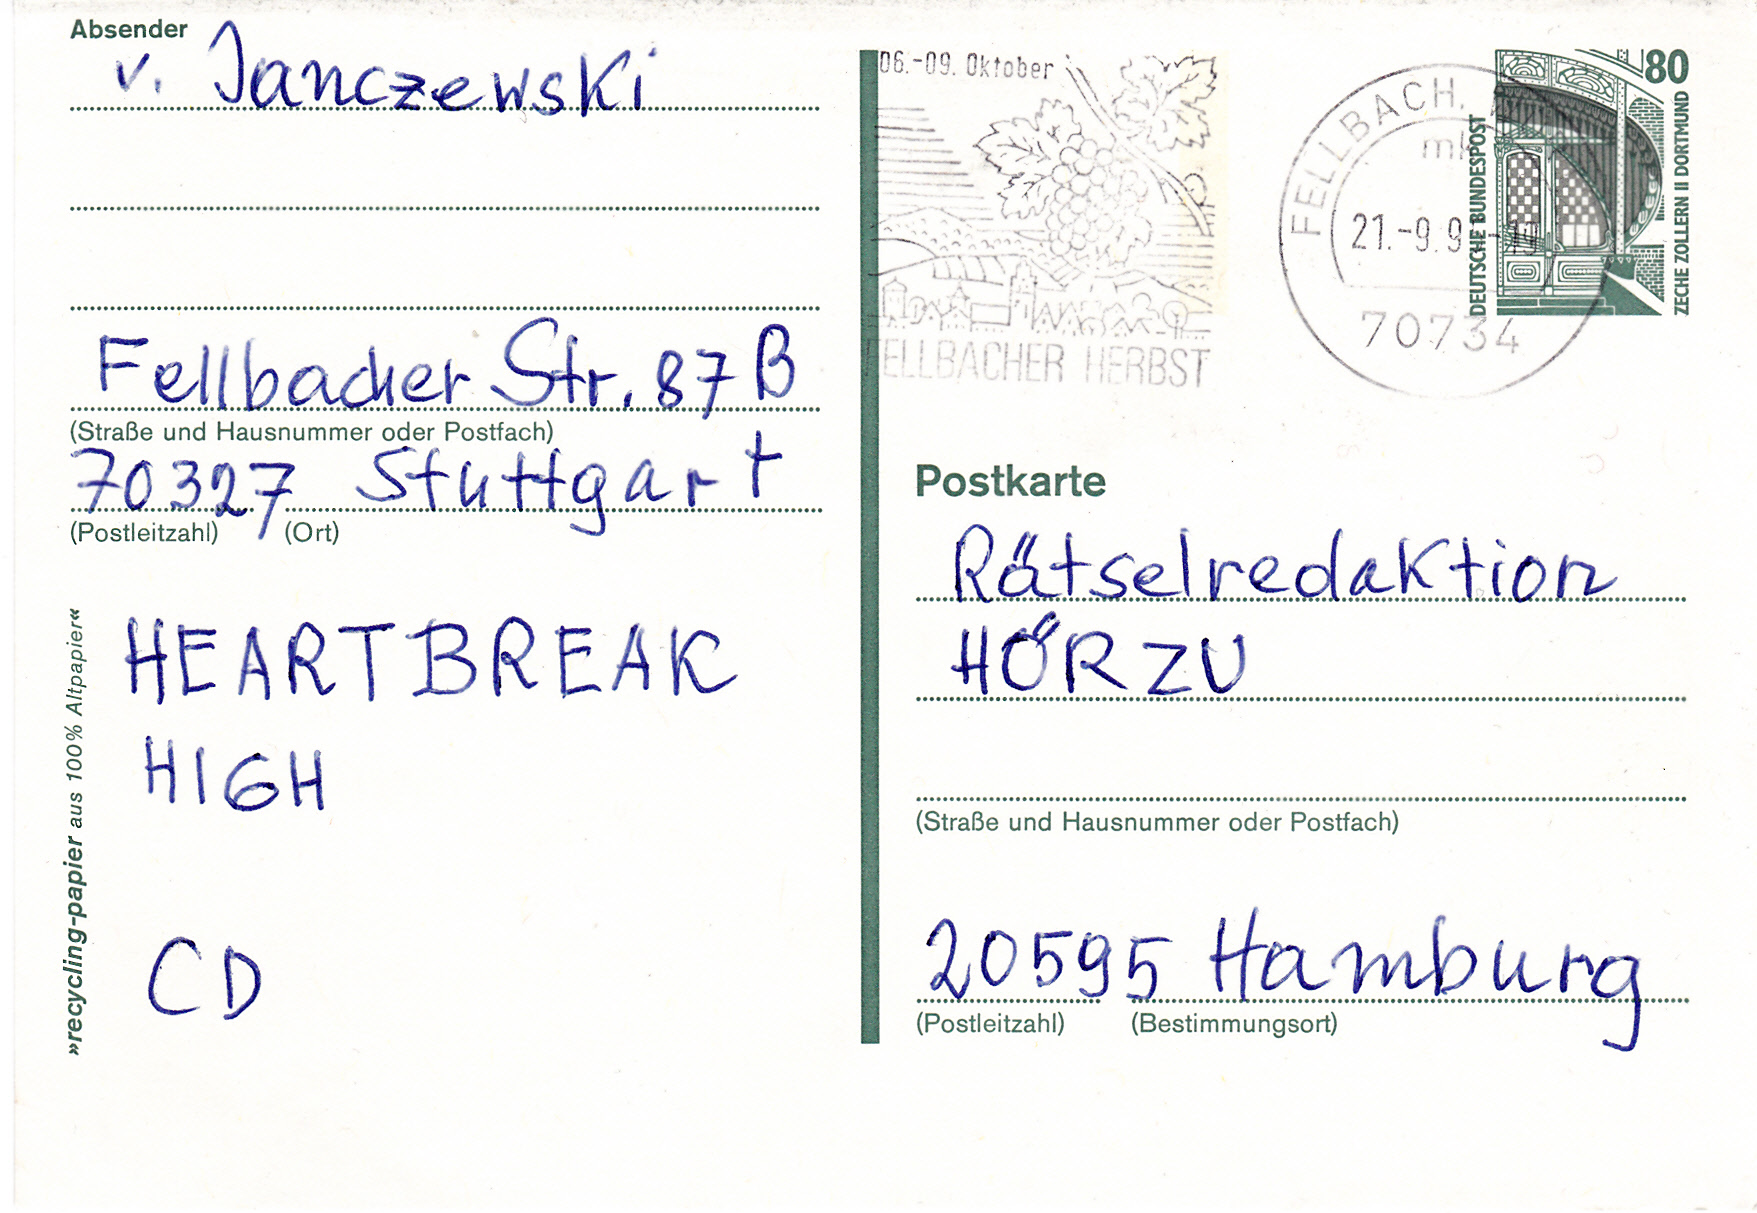 Absender
v. Janczewski
Fellbacher Str. 87 B
(Straße und Hausnummer oder Postfach)
70327 Stuttgart
(Postleitzahl) (Ort)
HEARTBREAK
HIGH
CD
»recycling-papier aus 100% Altpapier«
06.-09. Oktober
FELLBACHER HERBST
FELLBACH
21.-9.9
70734
80
DEUTSCHE BUNDESPOST
ZECHE ZOLLERN II DORTMUND
Postkarte
Rätselredaktion
HÖRZU
(Straße und Hausnummer oder Postfach)
20595 Hamburg
(Postleitzahl) (Bestimmungsort)